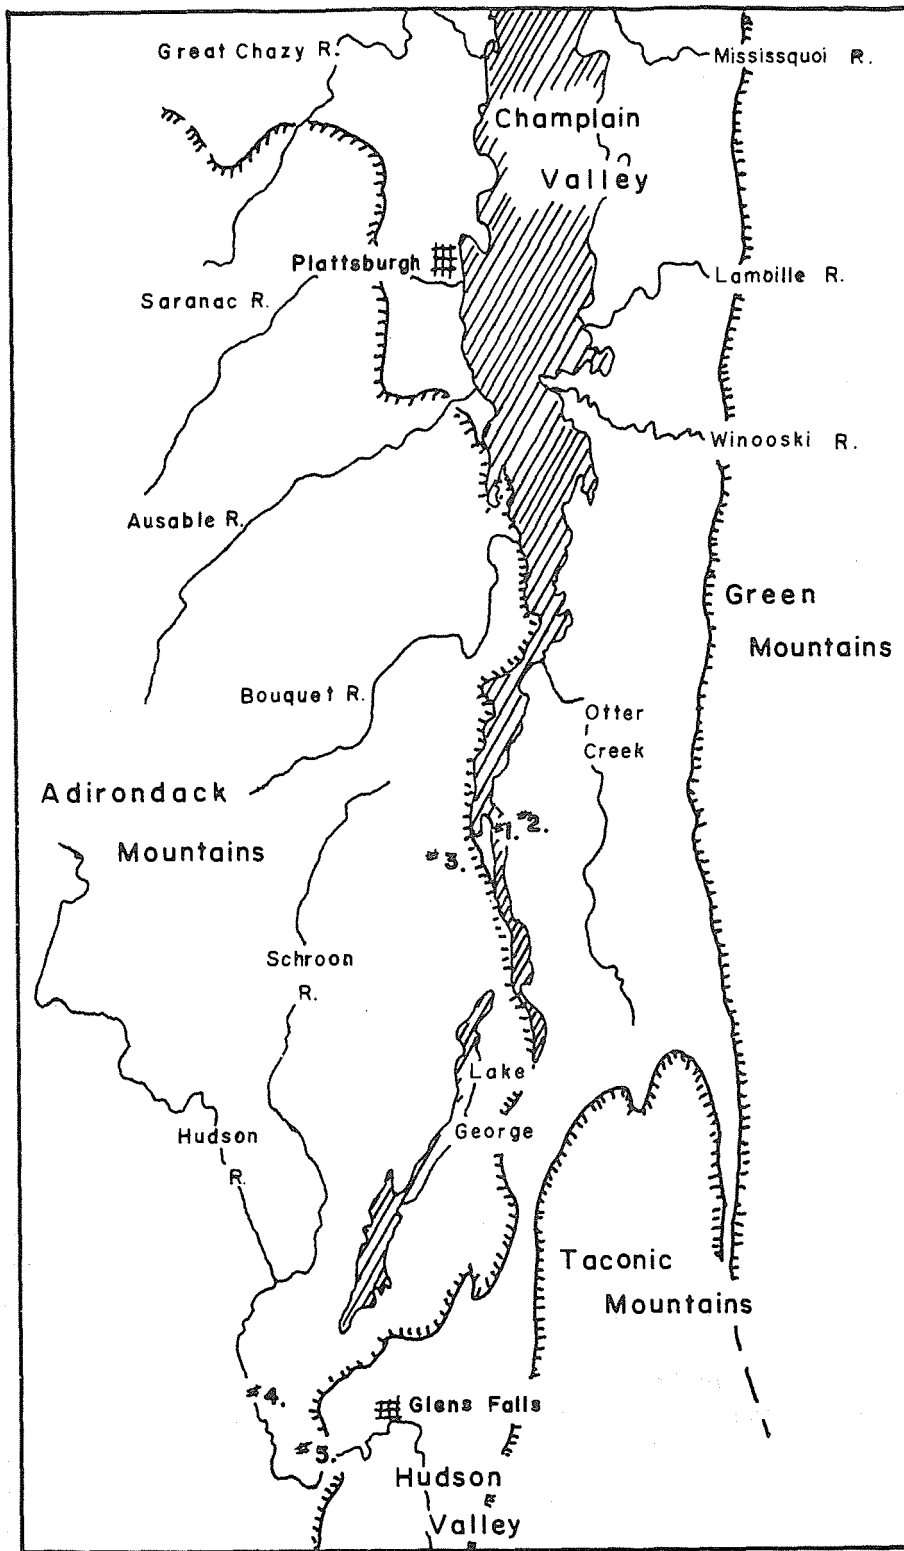 Great Chazy R.
Mississquoi R.
Champlain
Valley
Plattsburgh
Lamoille R.
Saranac R.
Winooski R.
Ausable R.
Green
Mountains
Bouquet R.
Otter
Creek
Adirondack
Mountains
#1.
#2.
#3.
Schroon
R.
Lake
George
Hudson
R.
Taconic
Mountains
#4.
Glens Falls
#5.
Hudson
Valley